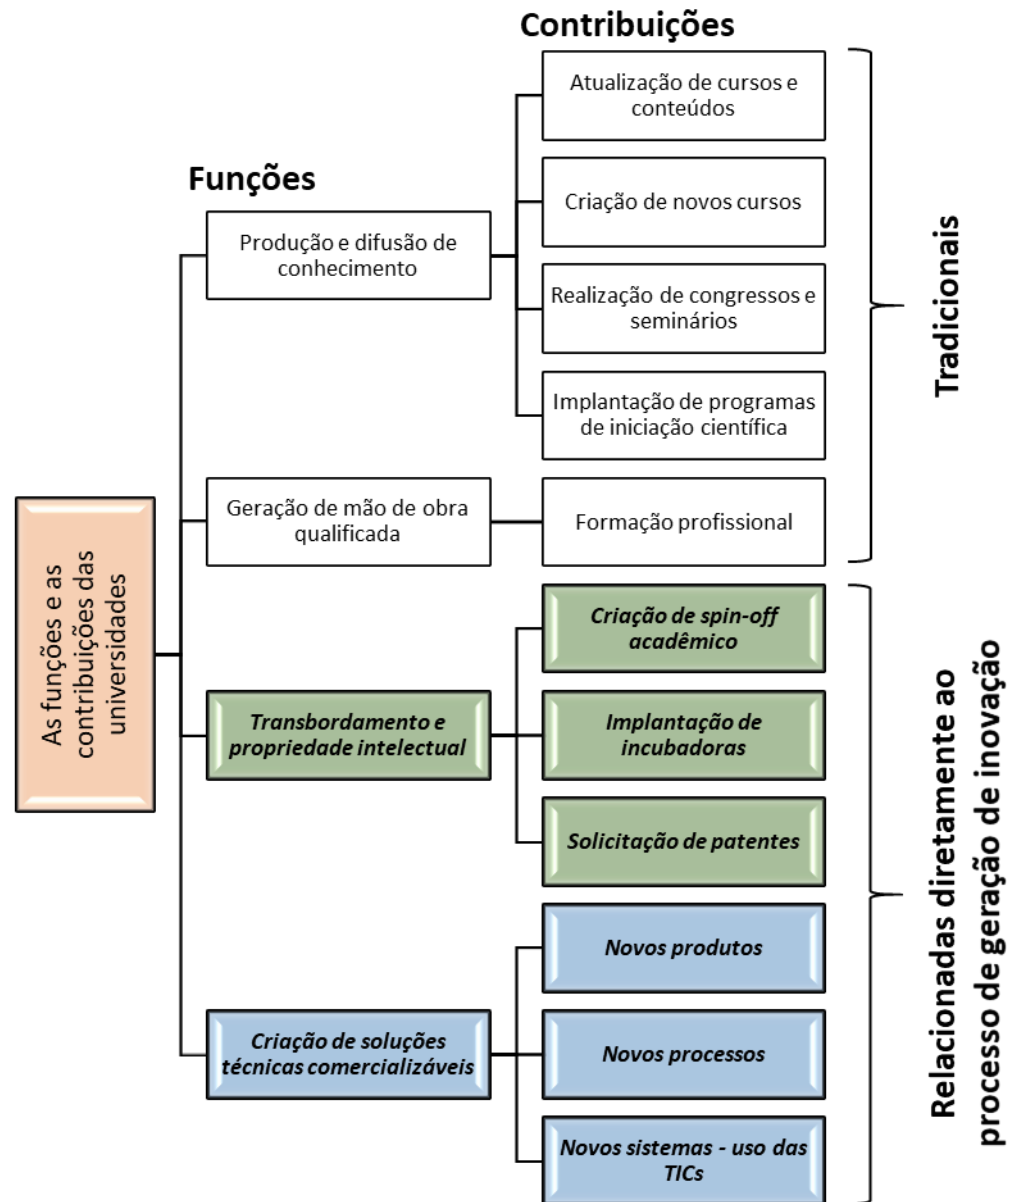 Contribuições
Atualização de cursos e
conteúdos
Funções
Criação de novos cursos
Produção e difusão de
conhecimento
Realização de congressos e
seminários
Tradicionais
Implantação de programas
de iniciação científica
Geração de mão de obra
qualificada
Formação profissional
As funções e as
contribuições das
universidades
Criação de spin-off
acadêmico
Transbordamento e
propriedade intelectual
Implantação de
incubadoras
Solicitação de patentes
Relacionadas diretamente ao
processo de geração de inovação
Novos produtos
Criação de soluções
técnicas comercializáveis
Novos processos
Novos sistemas - uso das
TICs